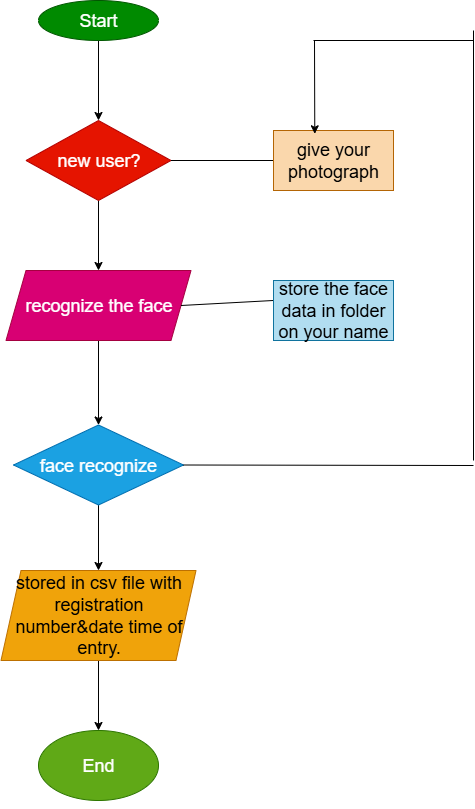 Start
new user?
give your
photograph
recognize the face
store the face
data in folder
on your name
face recognize
stored in csv file with
registration
number&date time of
entry.
End